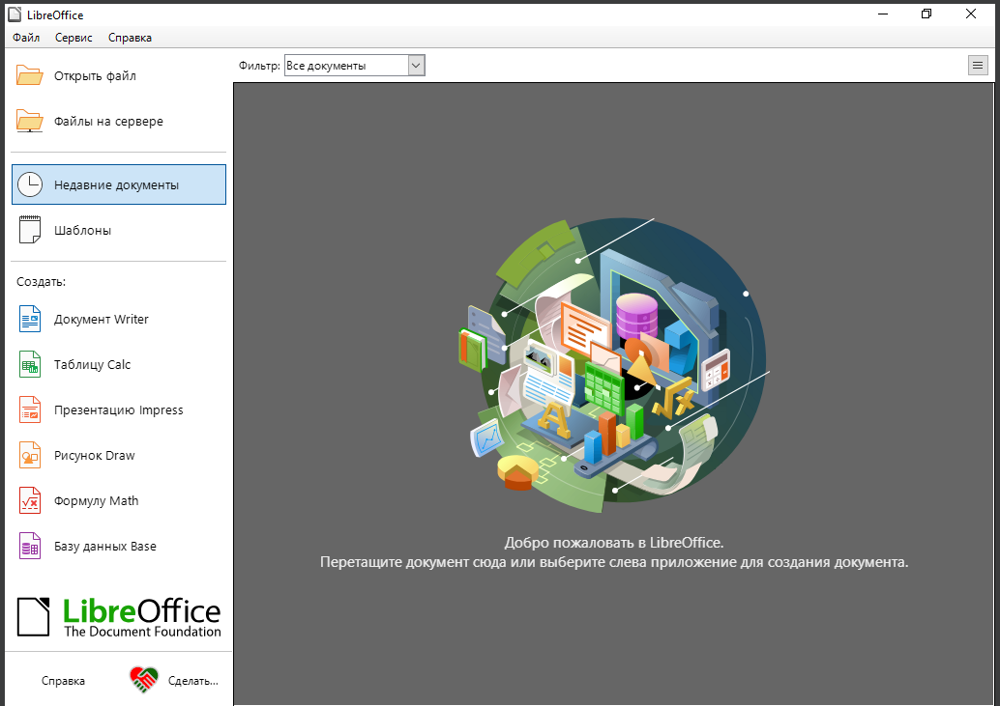 LibreOffice
Файл Сервис Справка
Открыть файл
Файлы на сервере
Недавние документы
Шаблоны
Создать:
Документ Writer
Таблицу Calc
Презентацию Impress
Рисунок Draw
Формулу Math
Базу данных Base
LibreOffice
The Document Foundation
Справка Сделать...
Фильтр: Все документы
Добро пожаловать в LibreOffice.
Перетащите документ сюда или выберите слева приложение для создания документа.